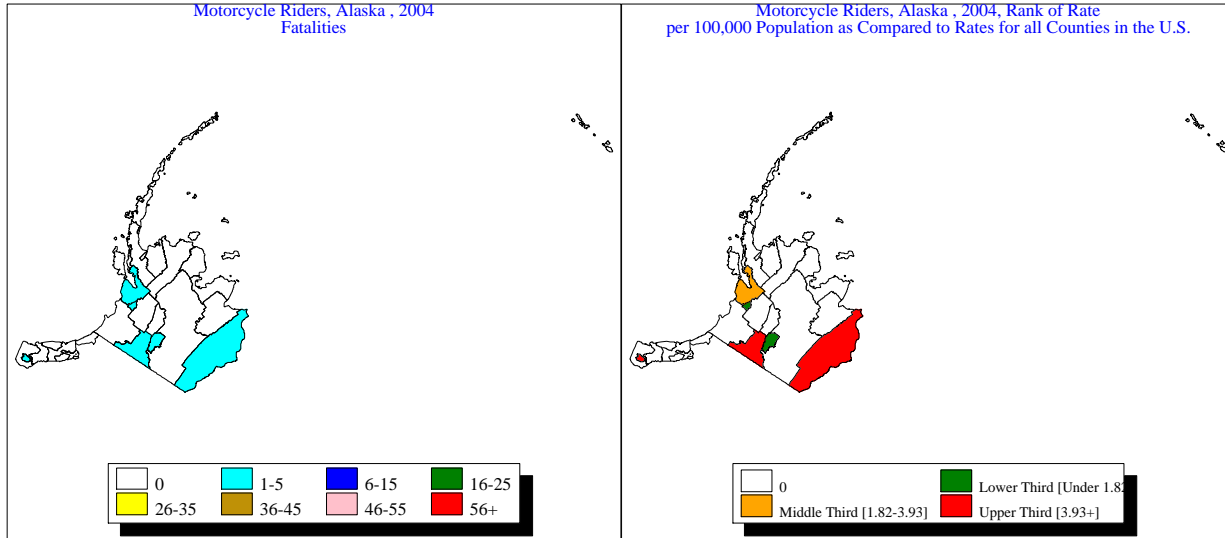 Motorcycle Riders, Alaska , 2004
Fatalities
0
1-5
6-15
16-25
26-35
36-45
46-55
56+
Motorcycle Riders, Alaska , 2004, Rank of Rate
per 100,000 Population as Compared to Rates for all Counties in the U.S.
0
Lower Third [Under 1.82
Middle Third [1.82-3.93]
Upper Third [3.93+]